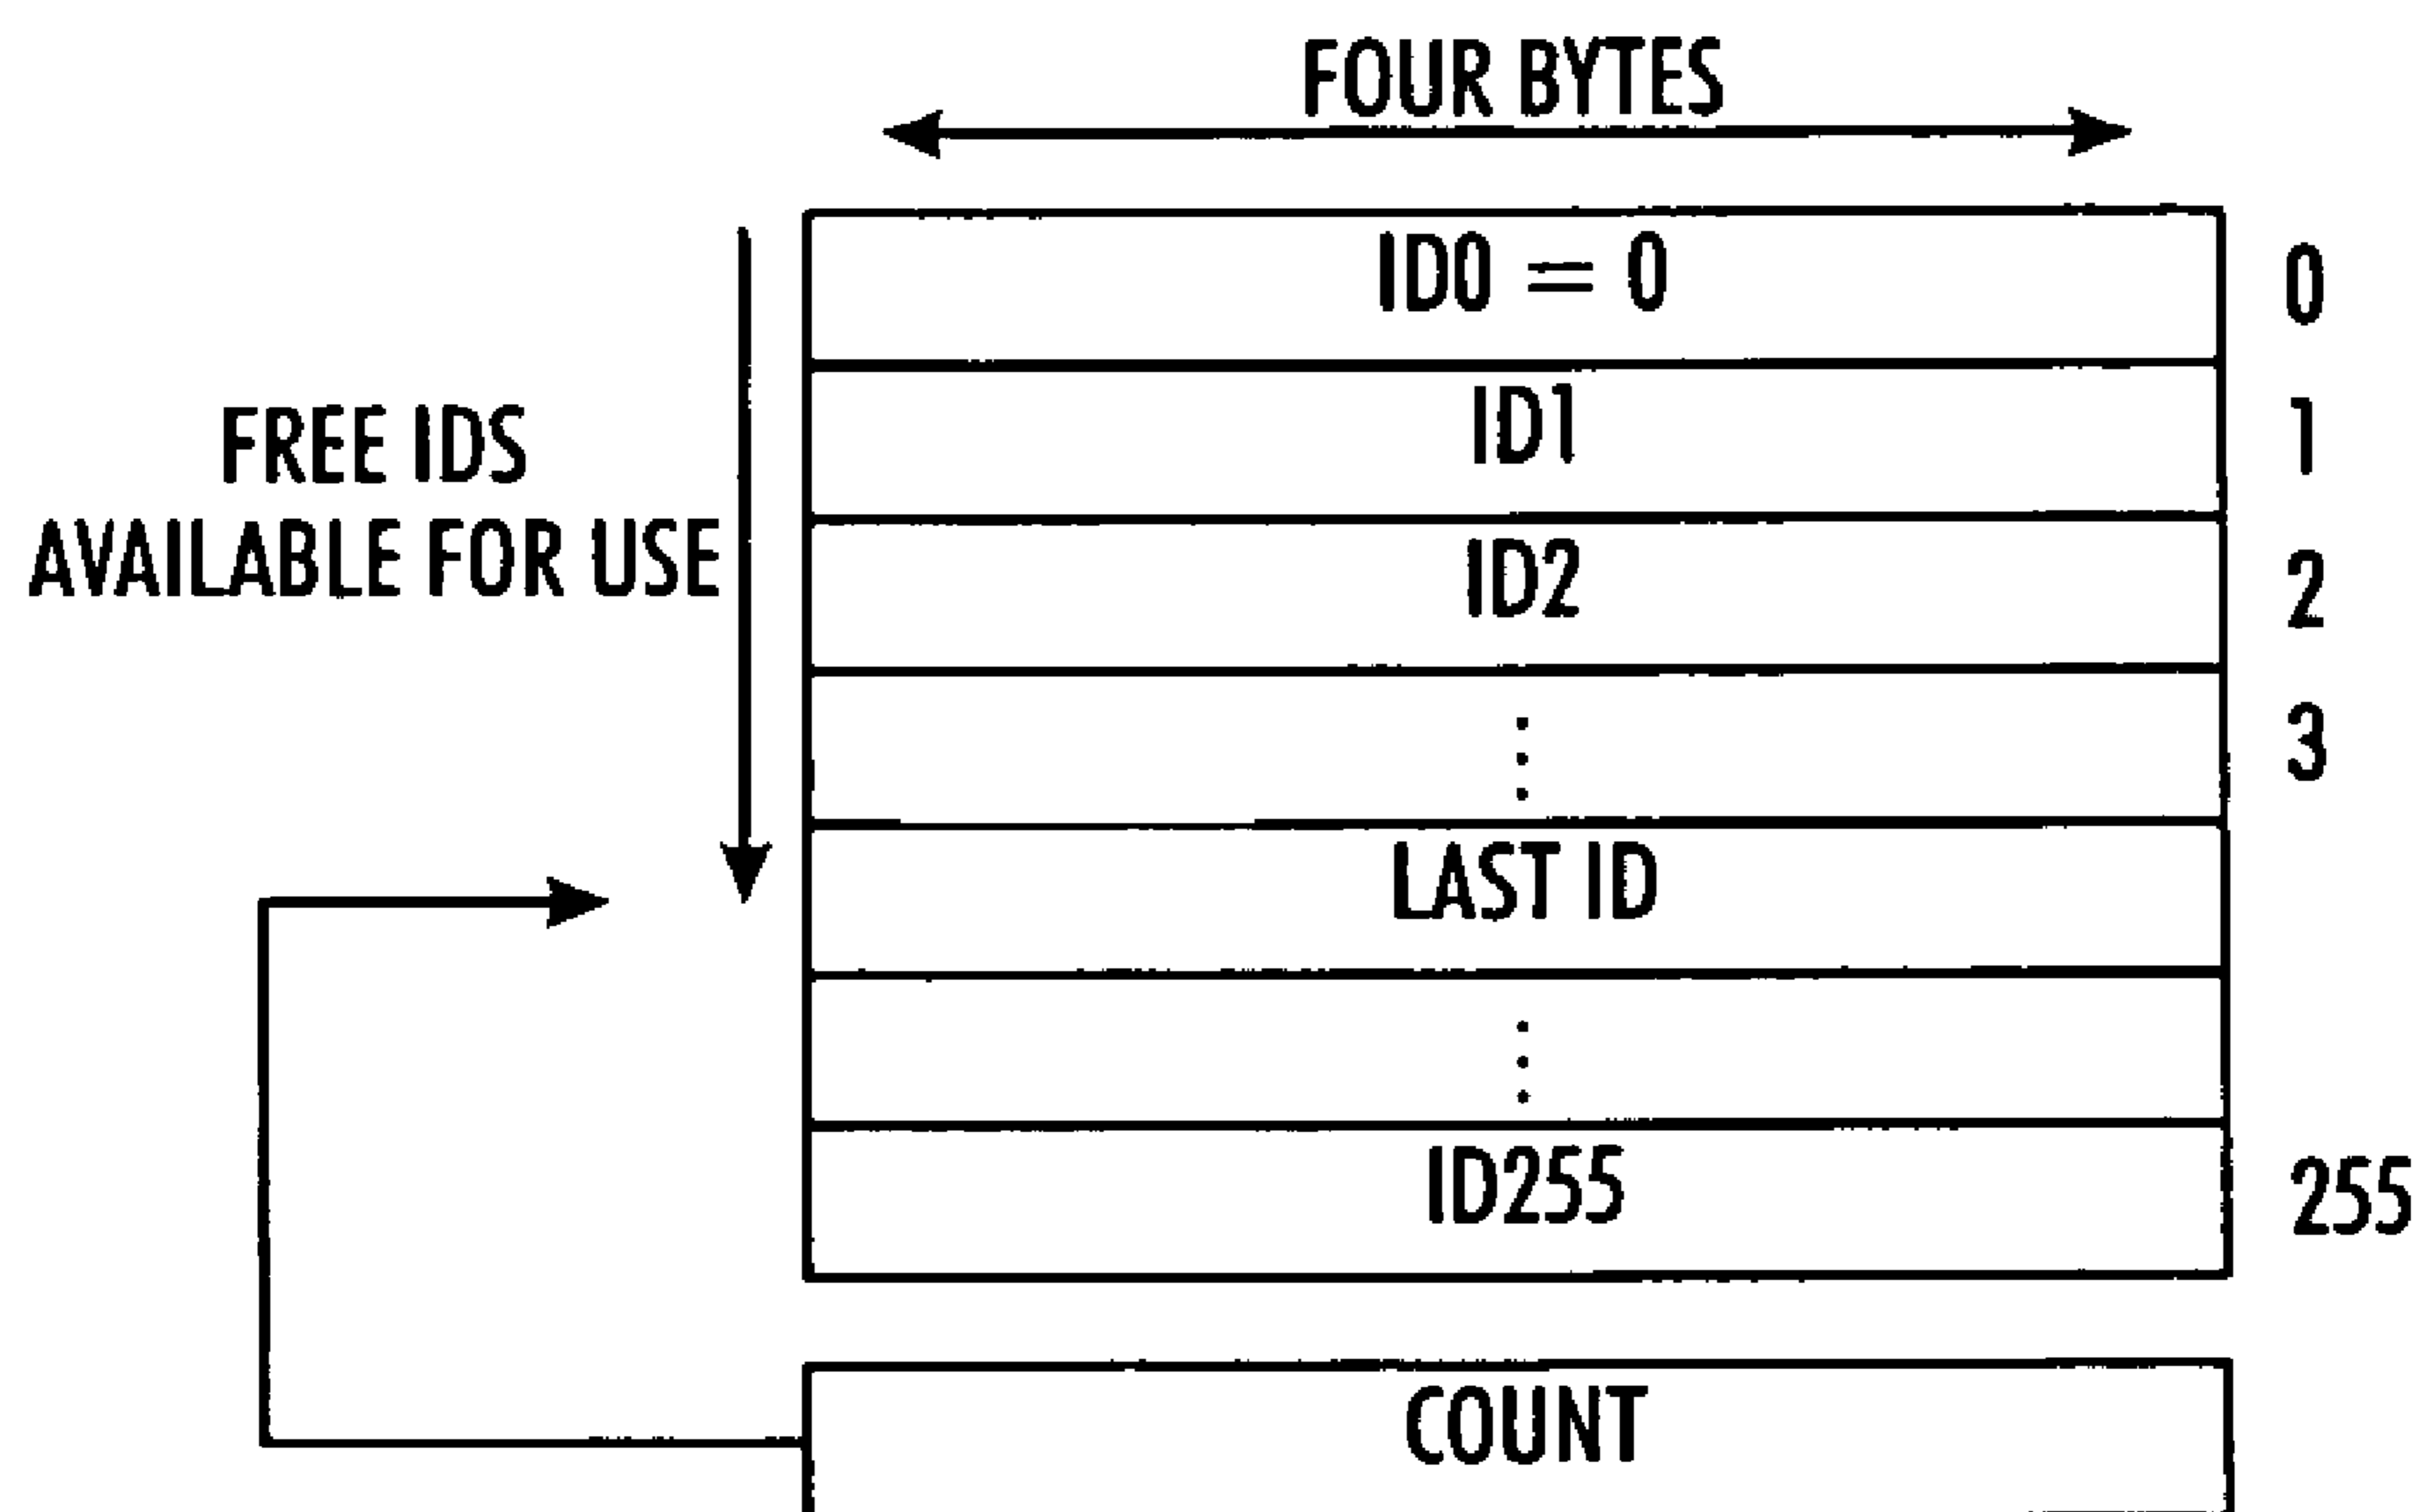 FOUR BYTES
ID0 = 0
0
ID1
1
FREE IDS
AVAILABLE FOR USE
ID2
2
3
LAST ID
ID255
255
COUNT